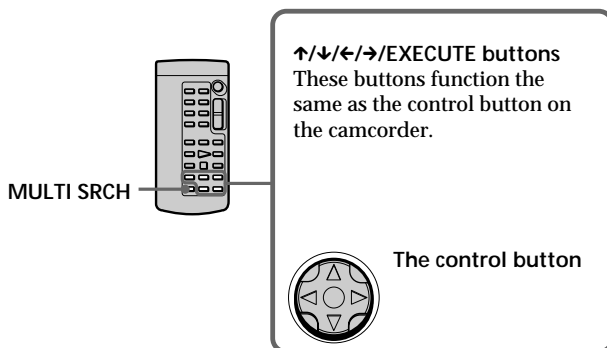 ↑/↓/←/→/EXECUTE buttons
These buttons function the
same as the control button on
the camcorder.
MULTI SRCH
The control button